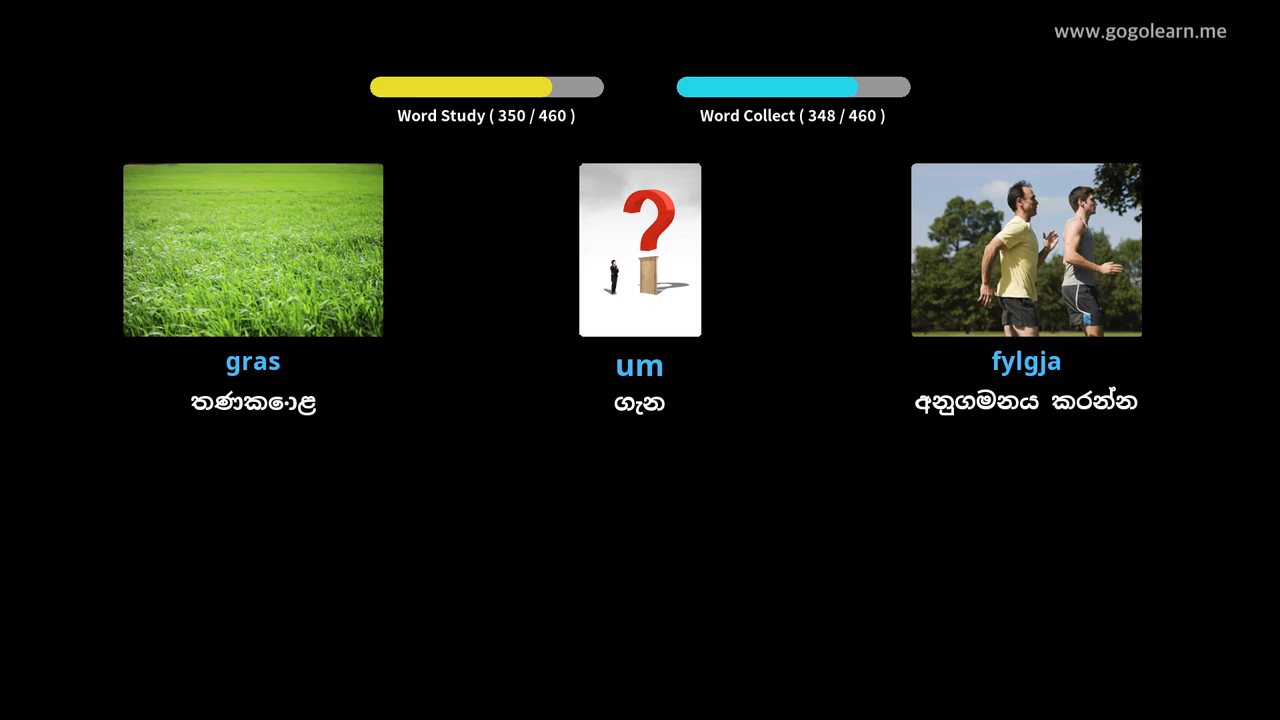 www.gogolearn.me
Word Study ( 350 / 460 )
Word Collect ( 348 / 460 )
gras
um
fylgja
තණකොළ
ගැන
අනුගමනය කරන්න